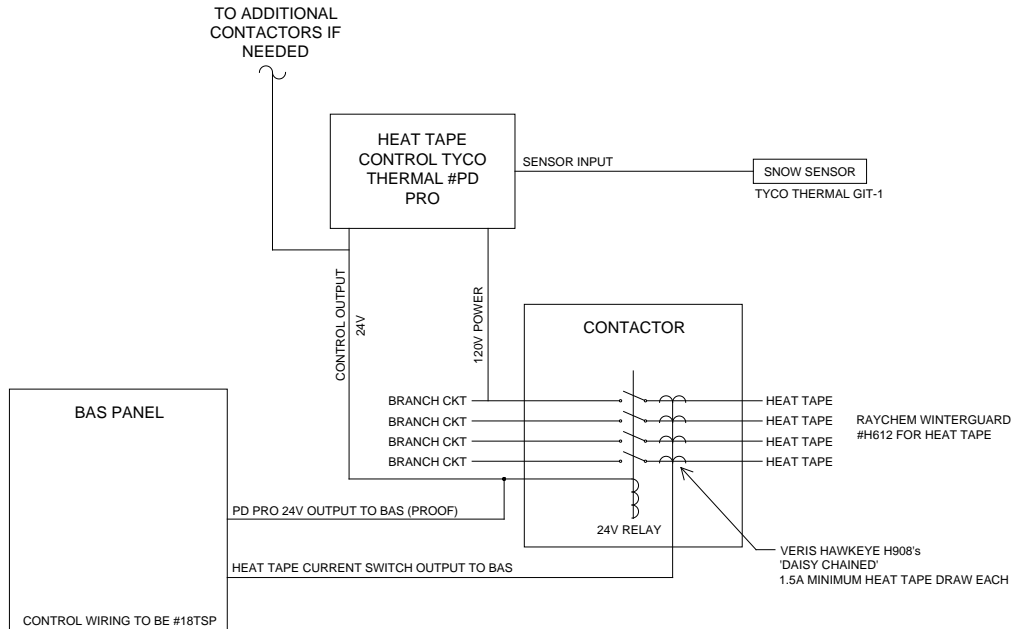 TO ADDITIONAL
CONTACTORS IF
NEEDED
HEAT TAPE
CONTROL TYCO
THERMAL #PD
PRO
SENSOR INPUT
SNOW SENSOR
TYCO THERMAL GIT-1
CONTROL OUTPUT
24V
120V POWER
CONTACTOR
BAS PANEL
BRANCH CKT
HEAT TAPE
BRANCH CKT
HEAT TAPE
BRANCH CKT
HEAT TAPE
BRANCH CKT
HEAT TAPE
RAYCHEM WINTERGUARD
#H612 FOR HEAT TAPE
PD PRO 24V OUTPUT TO BAS (PROOF)
24V RELAY
HEAT TAPE CURRENT SWITCH OUTPUT TO BAS
VERIS HAWKEYE H908's
'DAISY CHAINED'
1.5A MINIMUM HEAT TAPE DRAW EACH
CONTROL WIRING TO BE #18TSP